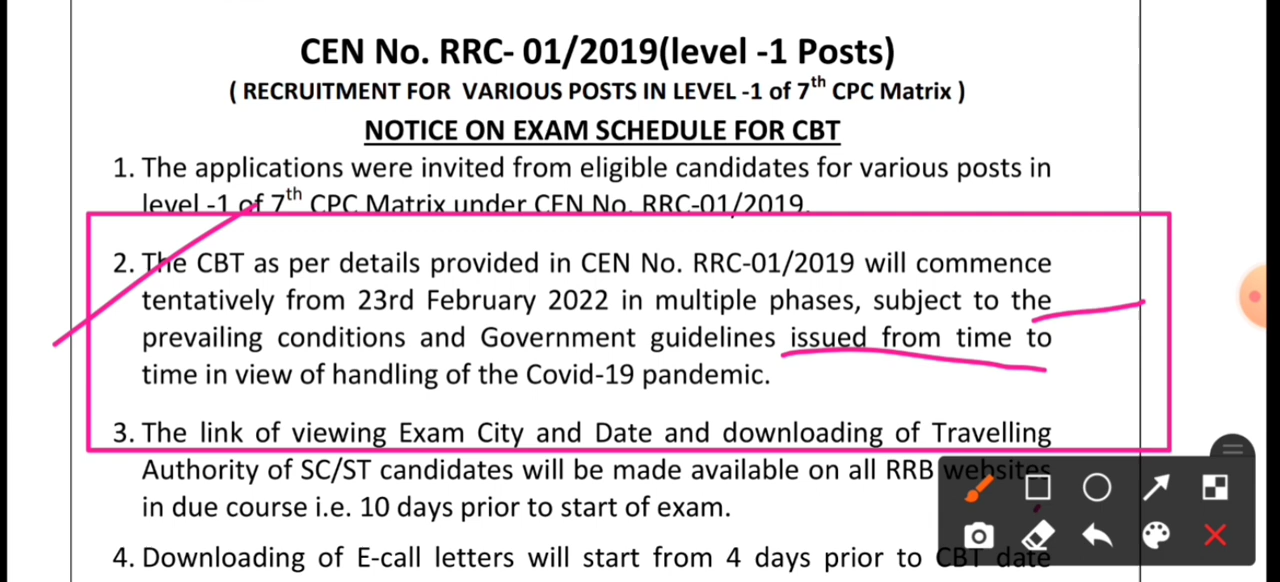 CEN No. RRC- 01/2019(level -1 Posts)
( RECRUITMENT FOR VARIOUS POSTS IN LEVEL -1 of 7th CPC Matrix )
NOTICE ON EXAM SCHEDULE FOR CBT
1. The applications were invited from eligible candidates for various posts in
level -1 of 7th CPC Matrix under CEN No. RRC-01/2019.
2. The CBT as per details provided in CEN No. RRC-01/2019 will commence
tentatively from 23rd February 2022 in multiple phases, subject to the
prevailing conditions and Government guidelines issued from time to
time in view of handling of the Covid-19 pandemic.
3. The link of viewing Exam City and Date and downloading of Travelling
Authority of SC/ST candidates will be made available on all RRB websites
in due course i.e. 10 days prior to start of exam.
4. Downloading of E-call letters will start from 4 days prior to CBT date